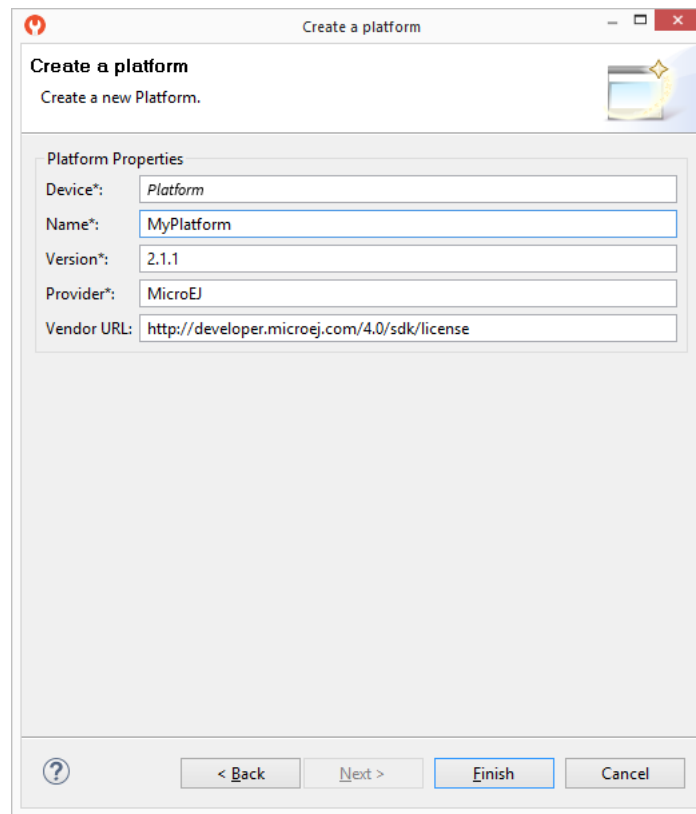 Create a platform
Create a platform
Create a new Platform.
Platform Properties
Device*: Platform
Name*: MyPlatform
Version*: 2.1.1
Provider*: MicroEJ
Vendor URL: http://developer.microej.com/4.0/sdk/license
? < Back Next > Finish Cancel